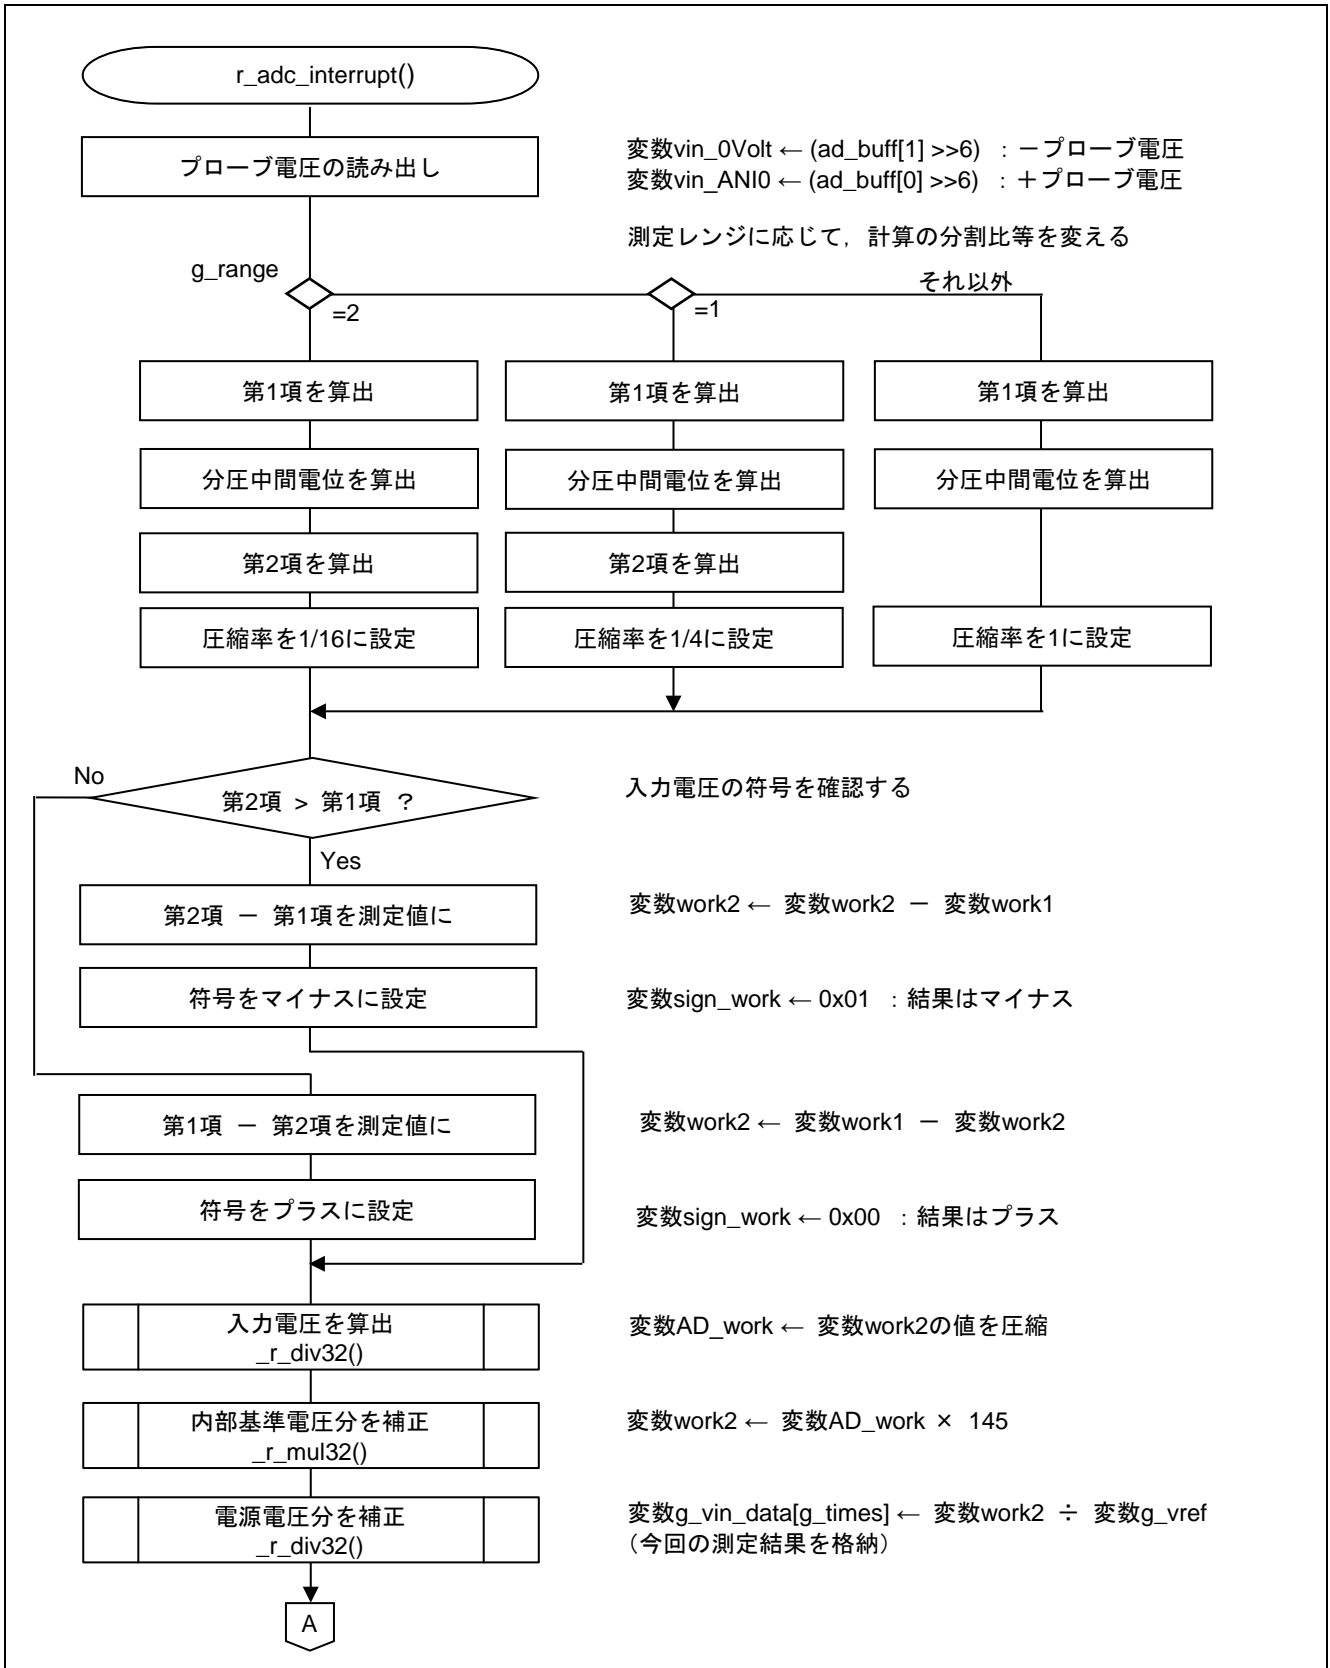 r_adc_interrupt()
プローブ電圧の読み出し
変数vin_0Volt ← (ad_buff[1] >>6) ：－プローブ電圧
変数vin_ANI0 ← (ad_buff[0] >>6) ：＋プローブ電圧
測定レンジに応じて，計算の分割比等を変える
g_range
=2
=1
それ以外
第1項を算出
第1項を算出
第1項を算出
分圧中間電位を算出
分圧中間電位を算出
分圧中間電位を算出
第2項を算出
第2項を算出
圧縮率を1/16に設定
圧縮率を1/4に設定
圧縮率を1に設定
No
第2項 > 第1項 ？
入力電圧の符号を確認する
Yes
第2項 － 第1項を測定値に
変数work2 ← 変数work2 － 変数work1
符号をマイナスに設定
変数sign_work ← 0x01 ：結果はマイナス
第1項 － 第2項を測定値に
変数work2 ← 変数work1 － 変数work2
符号をプラスに設定
変数sign_work ← 0x00 ：結果はプラス
入力電圧を算出
_r_div32()
変数AD_work ← 変数work2の値を圧縮
内部基準電圧分を補正
_r_mul32()
変数work2 ← 変数AD_work × 145
電源電圧分を補正
_r_div32()
変数g_vin_data[g_times] ← 変数work2 ÷ 変数g_vref
（今回の測定結果を格納）
A